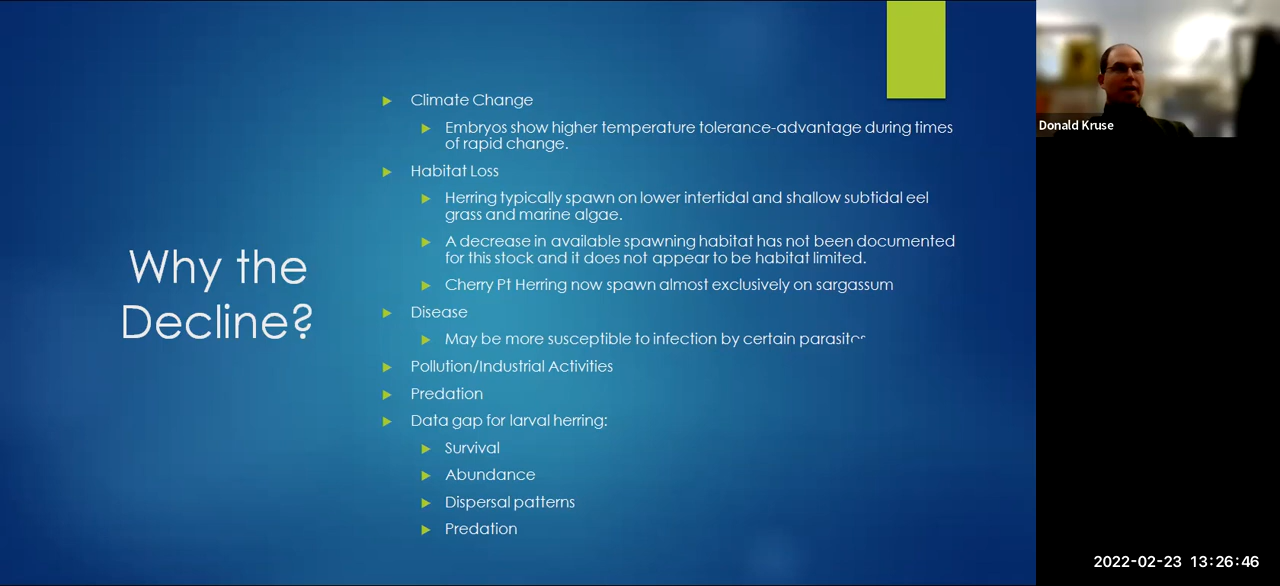 Why the
Decline?
Climate Change
Embryos show higher temperature tolerance-advantage during times
of rapid change.
Habitat Loss
Herring typically spawn on lower intertidal and shallow subtidal eel
grass and marine algae.
A decrease in available spawning habitat has not been documented
for this stock and it does not appear to be habitat limited.
Cherry Pt Herring now spawn almost exclusively on sargassum
Disease
May be more susceptible to infection by certain parasites
Pollution/Industrial Activities
Predation
Data gap for larval herring:
Survival
Abundance
Dispersal patterns
Predation
Donald Kruse
2022-02-23 13:26:46